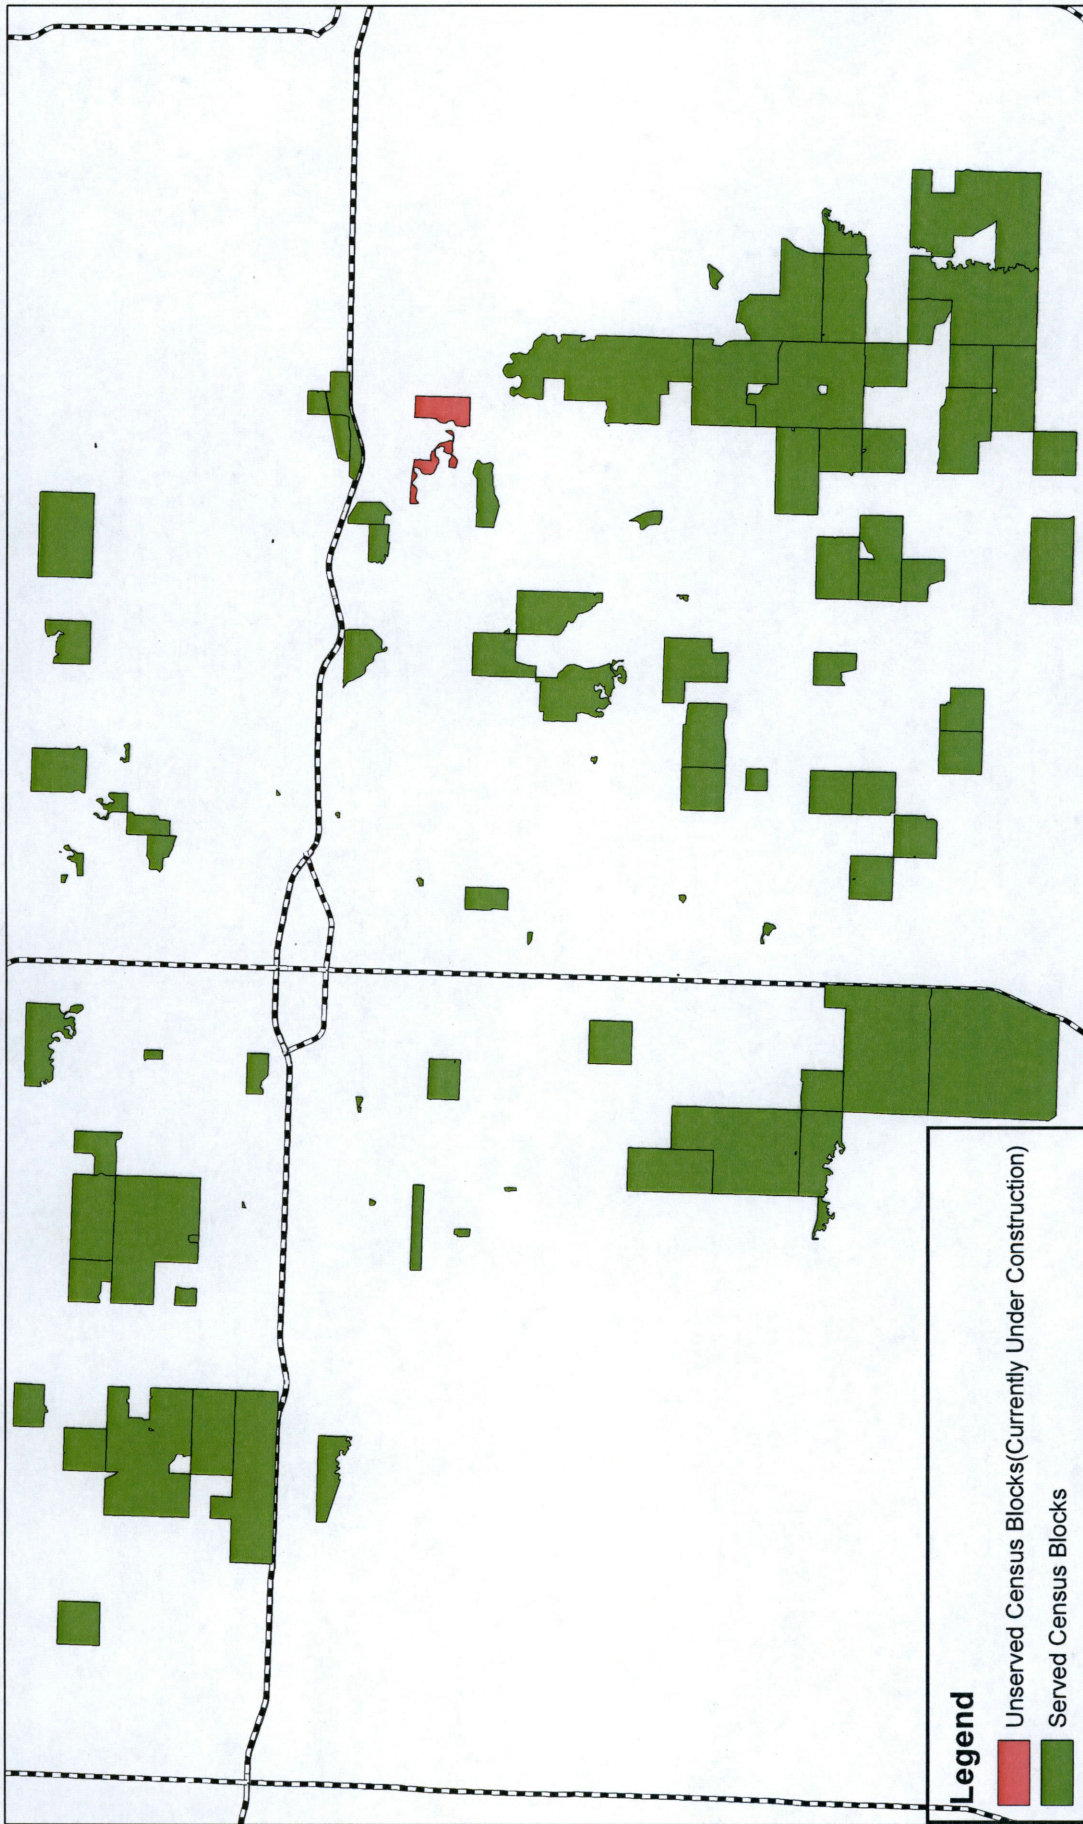 Legend
Unserved Census Blocks(Currently Under Construction)
Served Census Blocks